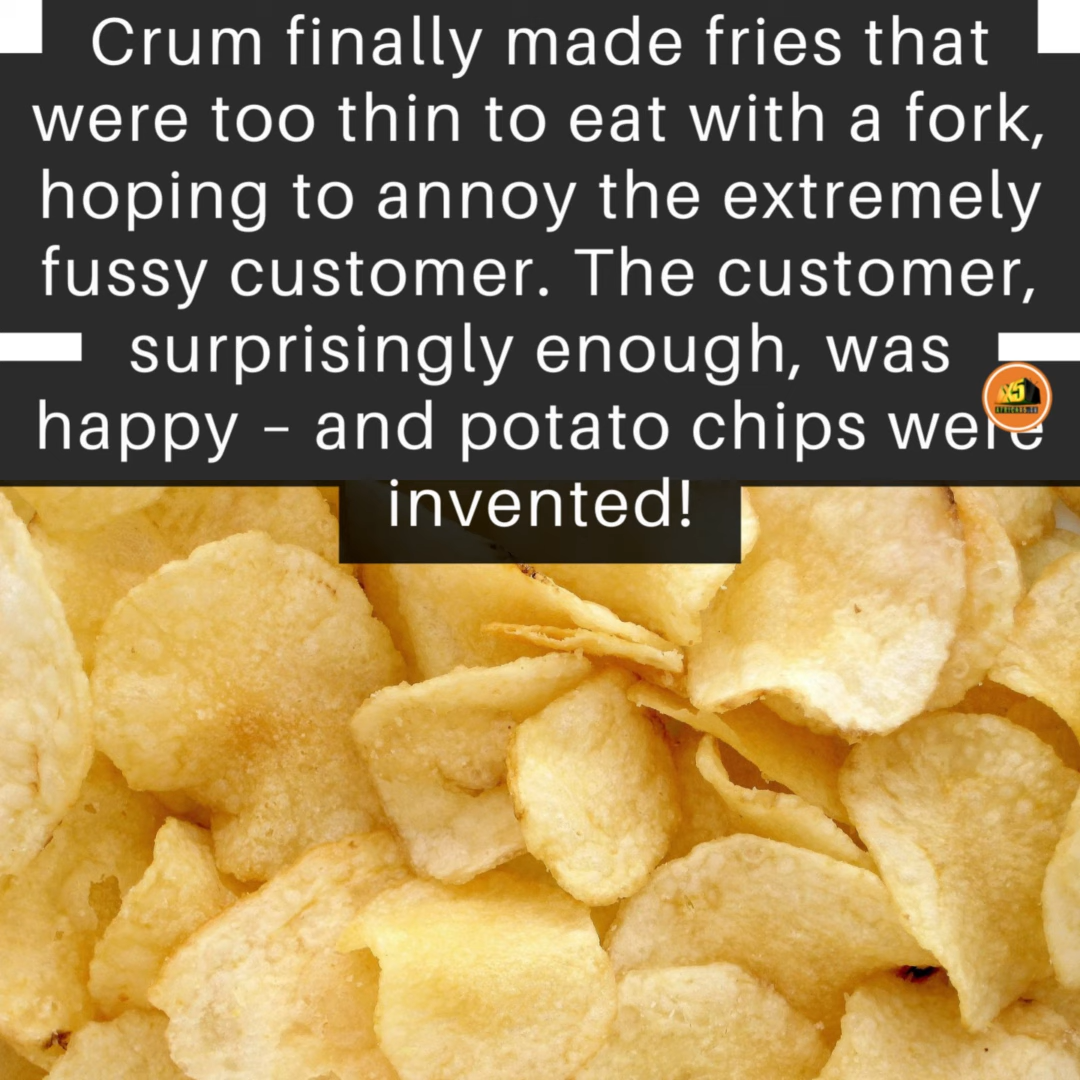 Crum finally made fries that
were too thin to eat with a fork,
hoping to annoy the extremely
fussy customer. The customer,
surprisingly enough, was
happy – and potato chips were
invented!